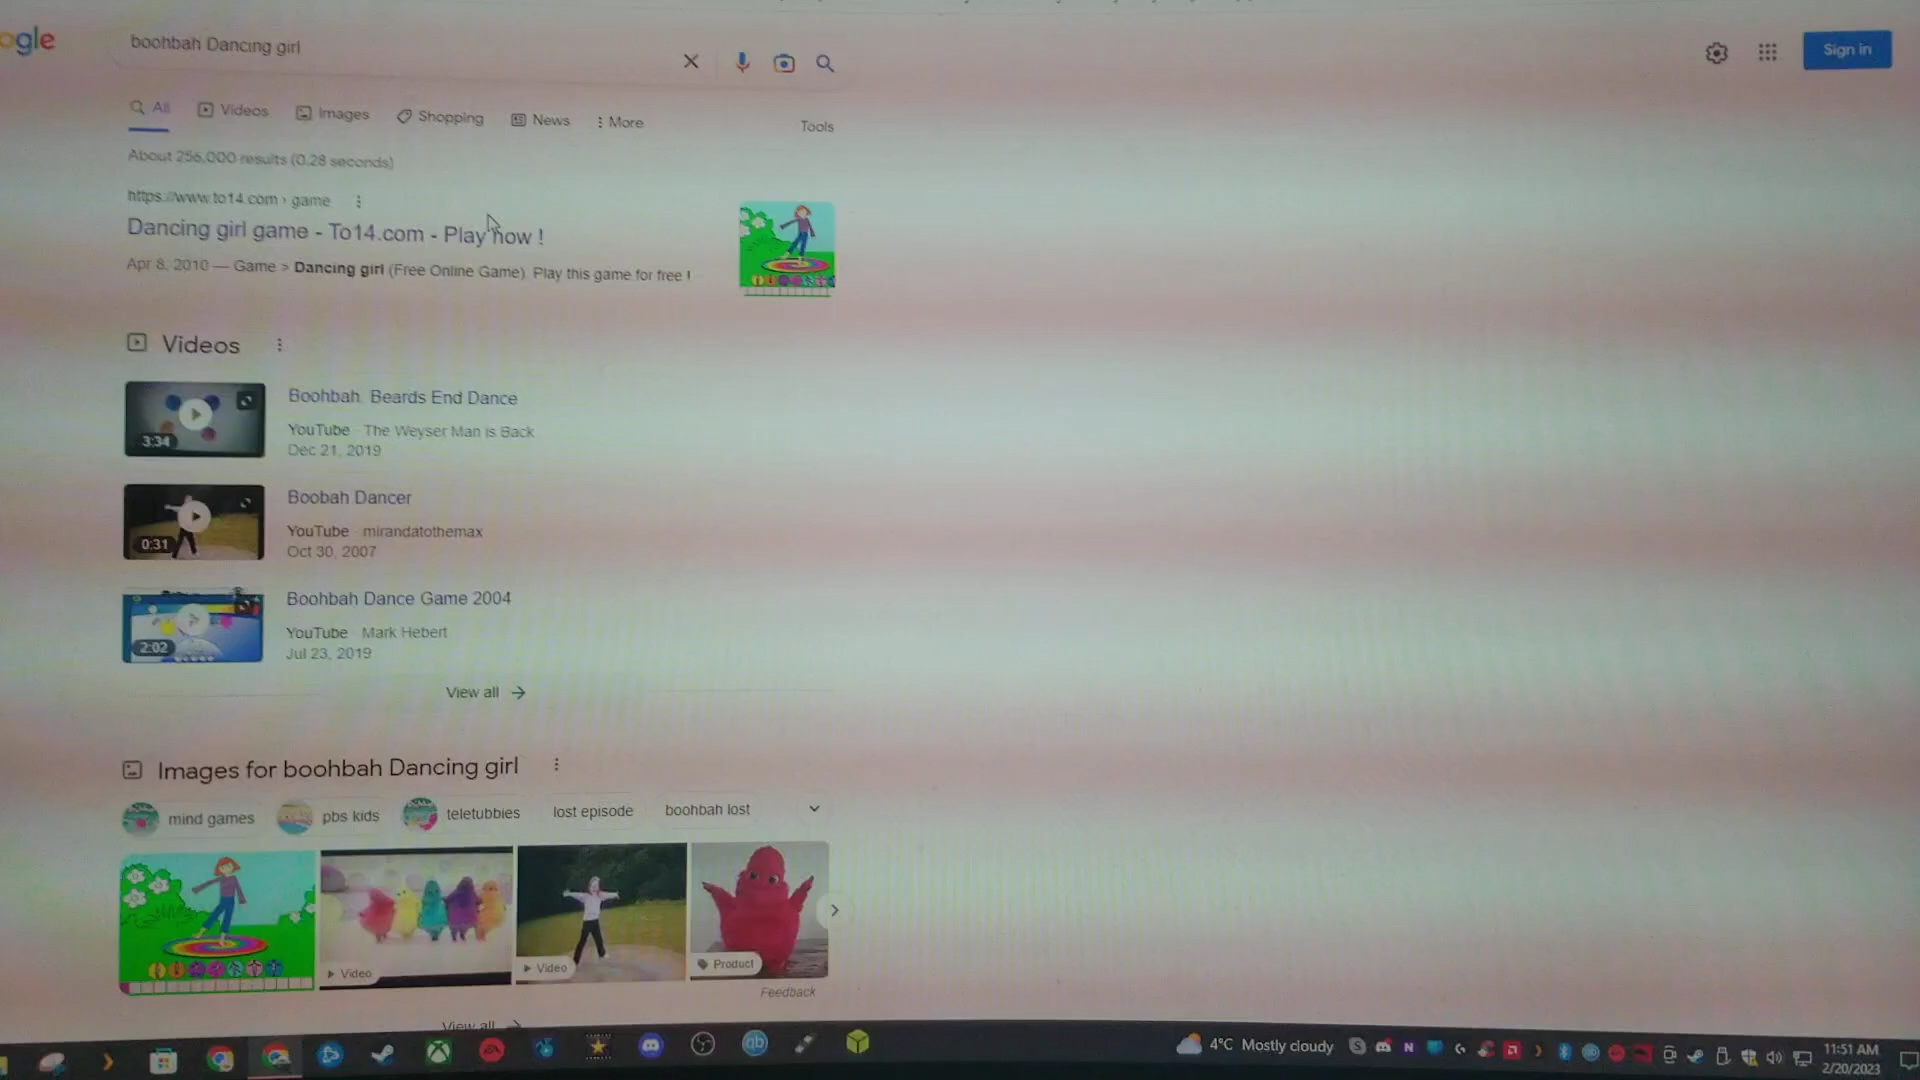 ogle
boohbah Dancing girl
Sign in
All Videos Images Shopping News More
Tools
About 256,000 results (0.28 seconds)
https://www.to14.com › game
Dancing girl game - To14.com - Play now !
Apr 8, 2010 — Game > Dancing girl (Free Online Game). Play this game for free !
Videos
Boohbah Beards End Dance
3:34
YouTube · The Weyser Man is Back
Dec 21, 2019
Boobah Dancer
0:31
YouTube · mirandatothemax
Oct 30, 2007
Boohbah Dance Game 2004
2:02
YouTube · Mark Hebert
Jul 23, 2019
View all
Images for boohbah Dancing girl
mind games pbs kids teletubbies lost episode boohbah lost
Video
Video
Product
Feedback
View all
4°C Mostly cloudy
11:51 AM
2/20/2023